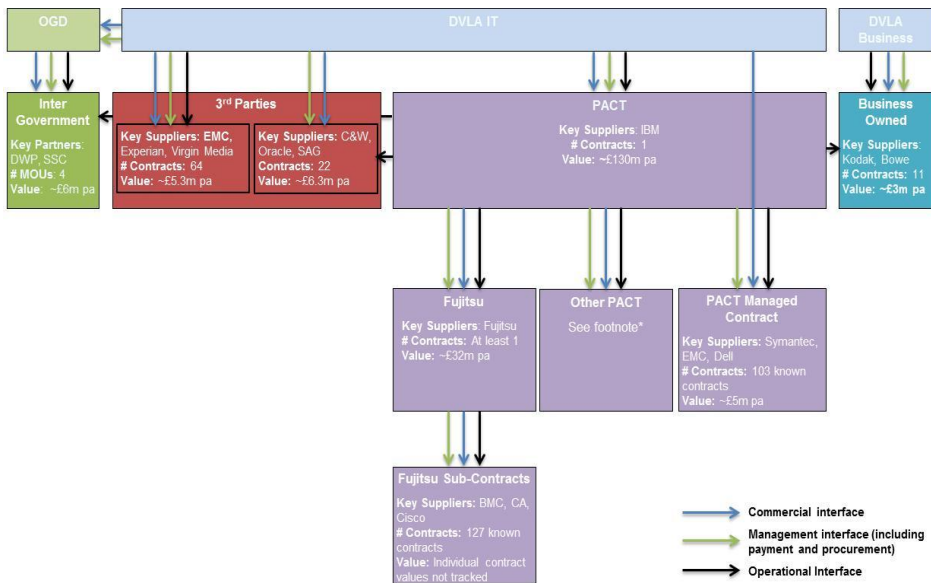 OGD
DVLA IT
DVLA
Business
Inter
Government
Key Partners:
DWP, SSC
# MOUs: 4
Value: ~£6m pa
3rd Parties
Key Suppliers: EMC,
Experian, Virgin Media
# Contracts: 64
Value: ~£5.3m pa
Key Suppliers: C&W,
Oracle, SAG
Contracts: 22
Value: ~£6.3m pa
PACT
Key Suppliers: IBM
# Contracts: 1
Value: ~£130m pa
Business
Owned
Key Suppliers:
Kodak, Bowe
# Contracts: 11
Value: ~£3m pa
Fujitsu
Key Suppliers: Fujitsu
# Contracts: At least 1
Value: ~£32m pa
Other PACT
See footnote*
PACT Managed
Contract
Key Suppliers: Symantec,
EMC, Dell
# Contracts: 103 known
contracts
Value: ~£5m pa
Fujitsu Sub-Contracts
Key Suppliers: BMC, CA,
Cisco
# Contracts: 127 known
contracts
Value: Individual contract
values not tracked
Commercial interface
Management interface (including
payment and procurement)
Operational Interface